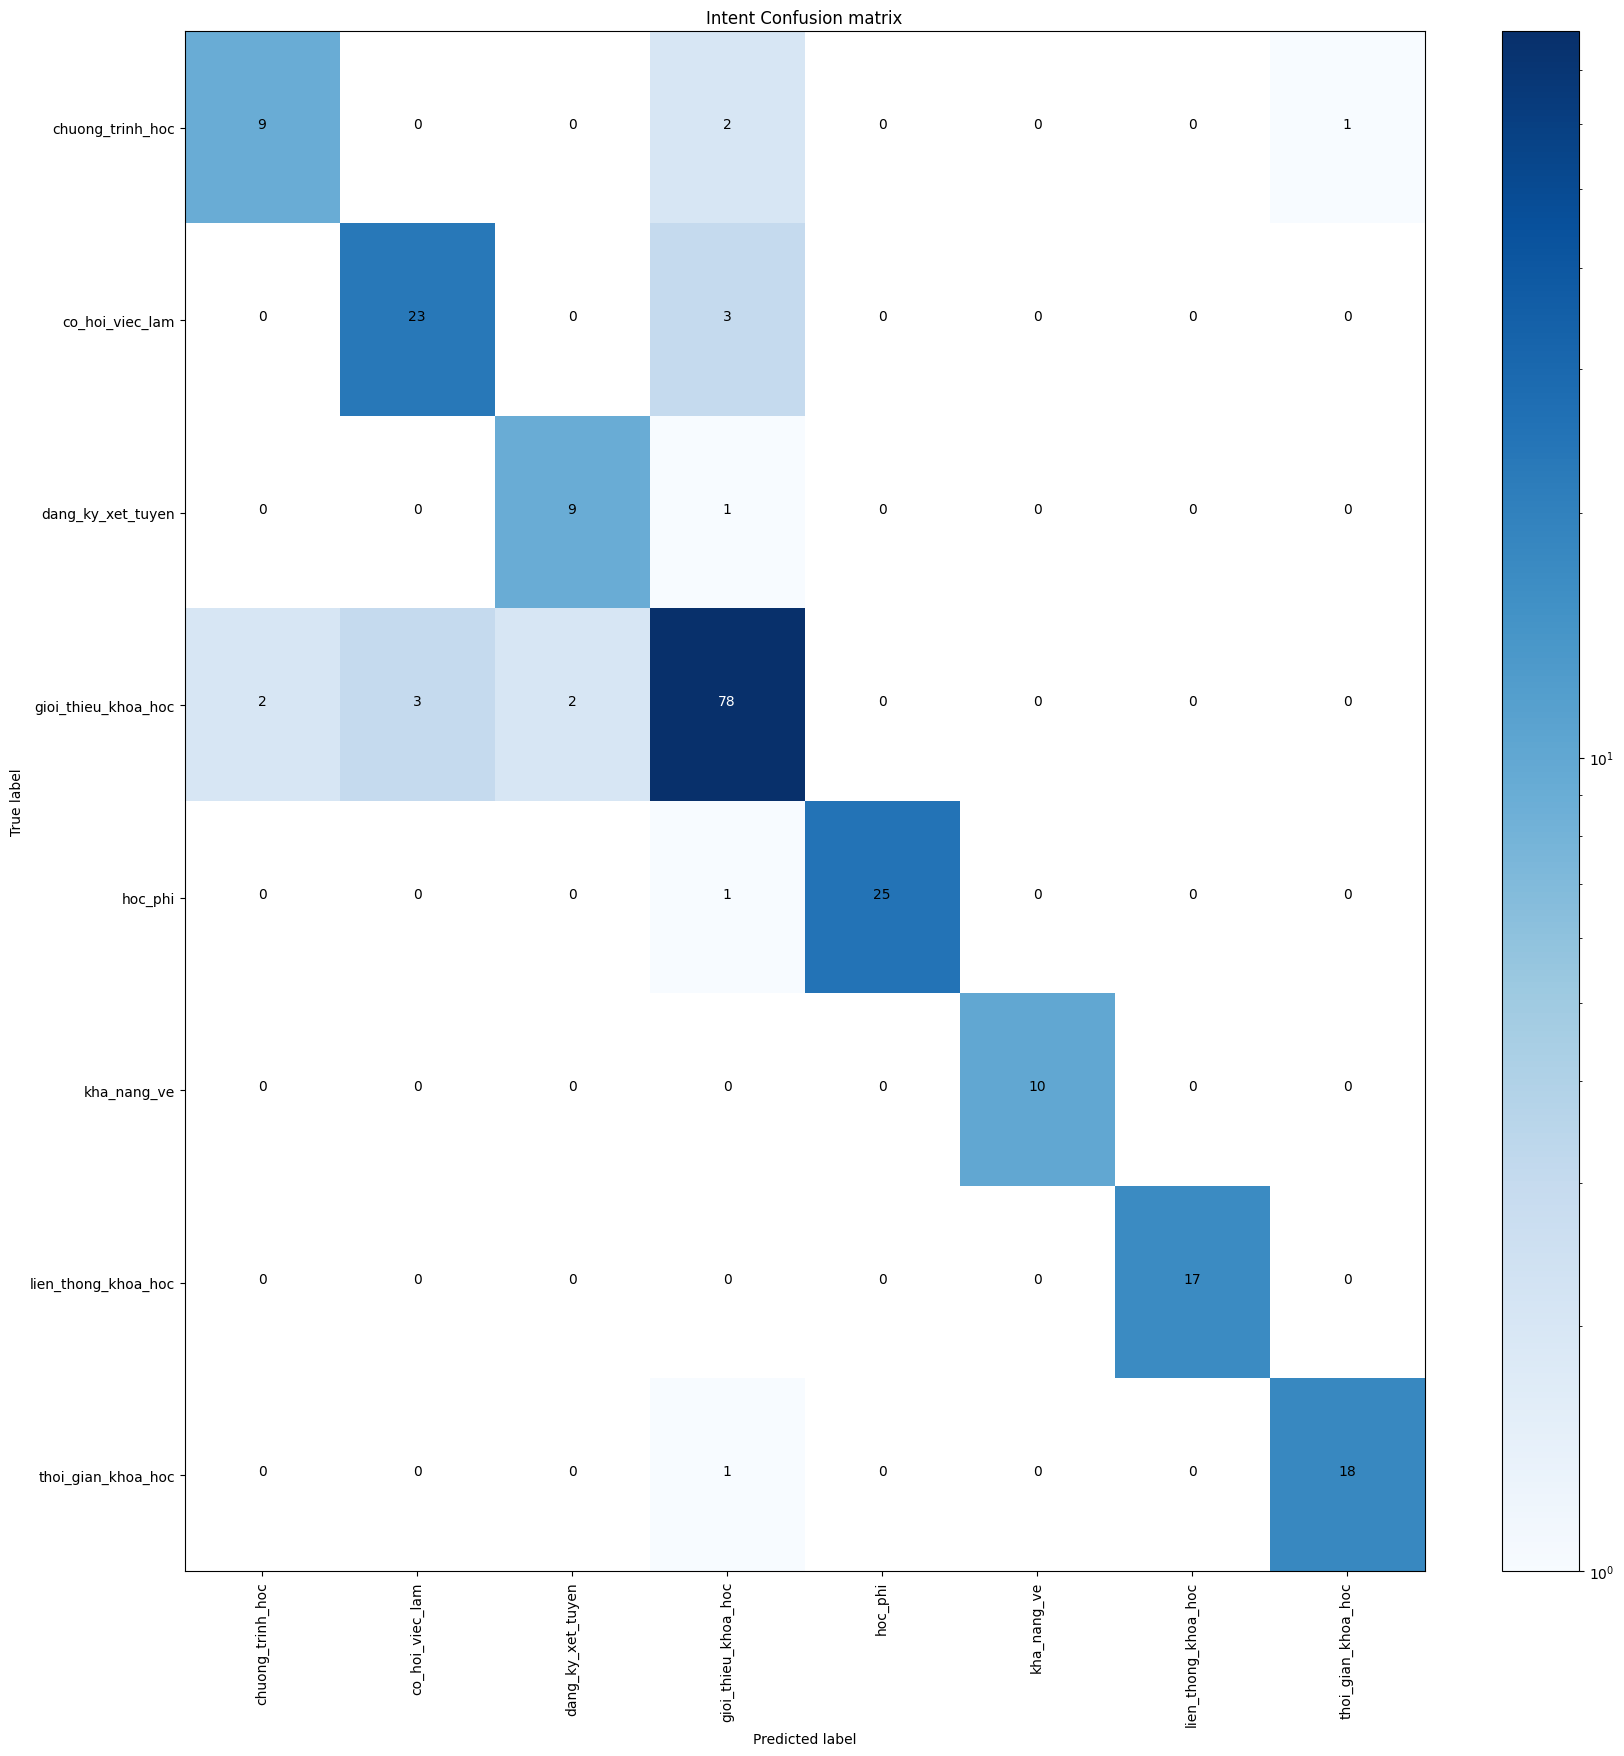 Intent Confusion matrix
chuong_trinh_hoc 9 0 0 2 0 0 0 1
co_hoi_viec_lam 0 23 0 3 0 0 0 0
dang_ky_xet_tuyen 0 0 9 1 0 0 0 0
gioi_thieu_khoa_hoc 2 3 2 78 0 0 0 0
hoc_phi 0 0 0 1 25 0 0 0
kha_nang_ve 0 0 0 0 0 10 0 0
lien_thong_khoa_hoc 0 0 0 0 0 0 17 0
thoi_gian_khoa_hoc 0 0 0 1 0 0 0 18
True label
chuong_trinh_hoc
co_hoi_viec_lam
dang_ky_xet_tuyen
gioi_thieu_khoa_hoc
hoc_phi
kha_nang_ve
lien_thong_khoa_hoc
thoi_gian_khoa_hoc
Predicted label
10¹
10⁰